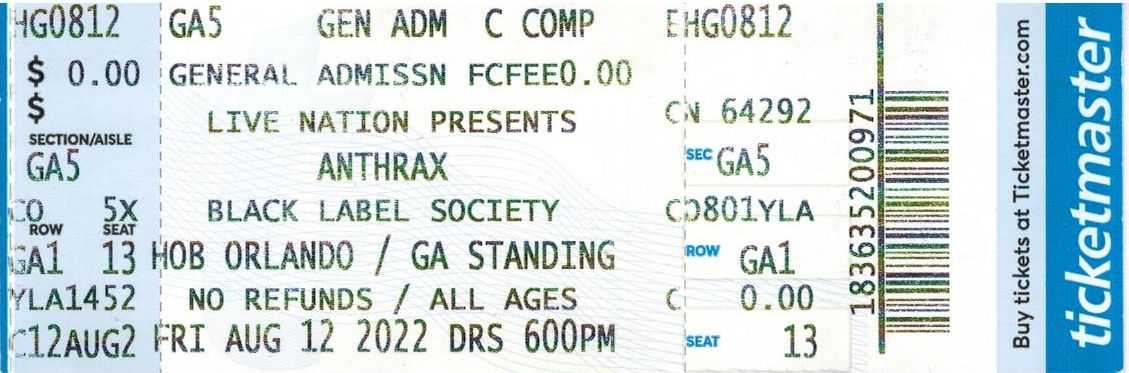 HG0812 GA5 GEN ADM C COMP EHG0812
$ 0.00 GENERAL ADMISSN FCFEE0.00
$
LIVE NATION PRESENTS CN 64292
SECTION/AISLE
GA5 ANTHRAX SEC GA5
CO 5X BLACK LABEL SOCIETY CO801YLA
ROW SEAT
GA1 13 HOB ORLANDO / GA STANDING ROW GA1
YLA1452 NO REFUNDS / ALL AGES C 0.00
C12AUG2 FRI AUG 12 2022 DRS 600PM SEAT 13
183635200971
Buy tickets at Ticketmaster.com
ticketmaster